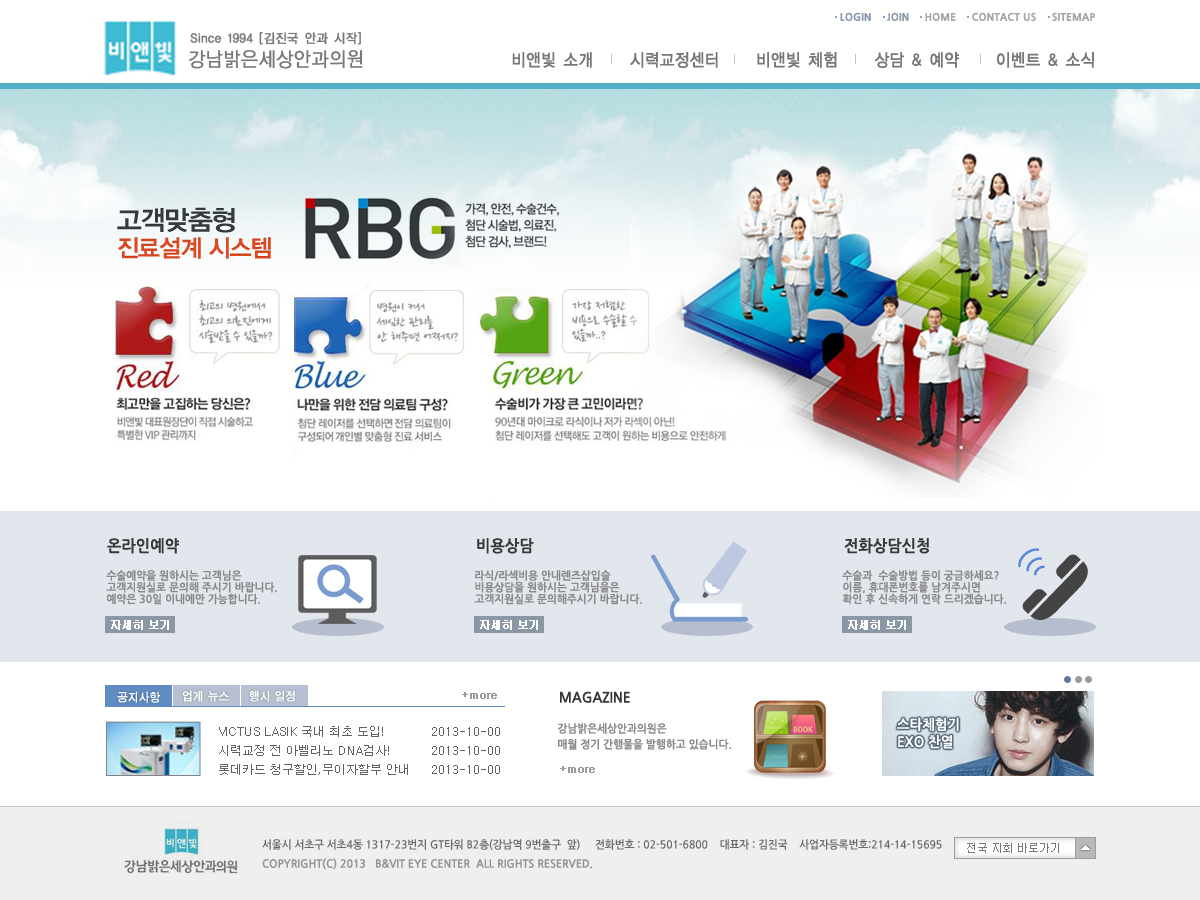 LOGIN JOIN HOME CONTACT US SITEMAP
비앤빛
Since 1994 [김진국 안과 시작]
강남밝은세상안과의원
비앤빛 소개 시력교정센터 비앤빛 체험 상담 & 예약 이벤트 & 소식
고객맞춤형
진료설계 시스템
RBG
가격, 안전, 수술건수,
첨단 시술법, 의료진,
첨단 검사, 브랜드!
최고의 병원에서
최고의 의료진에게
시술받을 수 있을까?
Red
최고만을 고집하는 당신은?
비앤빛 대표원장단이 직접 시술하고
특별한 VIP 관리까지
병원이 커서
세심한 관리를
안 해주면 어쩌지?
Blue
나만을 위한 전담 의료팀 구성?
첨단 레이저를 선택하면 전담 의료팀이
구성되어 개인별 맞춤형 진료 서비스
가장 저렴한
비용으로 수술할 수
있을까..?
Green
수술비가 가장 큰 고민이라면?
90년대 마이크로 라식이나 저가 라섹이 아닌!
첨단 레이저를 선택해도 고객이 원하는 비용으로 안전하게
온라인예약
수술예약을 원하시는 고객님은
고객지원실로 문의해 주시기 바랍니다.
예약은 30일 이내에만 가능합니다.
자세히 보기
비용상담
라식/라섹비용 안내렌즈삽입술
비용상담을 원하시는 고객님을은
고객지원실로 문의해주시기 바랍니다.
자세히 보기
전화상담신청
수술과 수술방법 등이 궁금하세요?
이름, 휴대폰번호를 남겨주시면
확인 후 신속하게 연락 드리겠습니다.
자세히 보기
공지사항 업계 뉴스 행사 일정 +more
VICTUS LASIK 국내 최초 도입! 2013-10-00
시력교정 전 아벨리노 DNA검사! 2013-10-00
롯데카드 청구할인,무이자할부 안내 2013-10-00
MAGAZINE
강남밝은세상안과의원은
매월 정기 간행물을 발행하고 있습니다.
+more
BOOK
스타체험기
EXO 찬열
비앤빛
강남밝은세상안과의원
서울시 서초구 서초4동 1317-23번지 GT타워 B2층(강남역 9번출구 앞) 전화번호 : 02-501-6800 대표자 : 김진국 사업자등록번호:214-14-15695
COPYRIGHT(C) 2013 B&VIT EYE CENTER ALL RIGHTS RESERVED.
전국 지회 바로가기